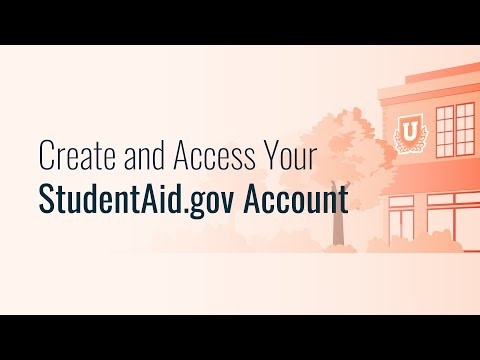 U
Create and Access Your
StudentAid.gov Account